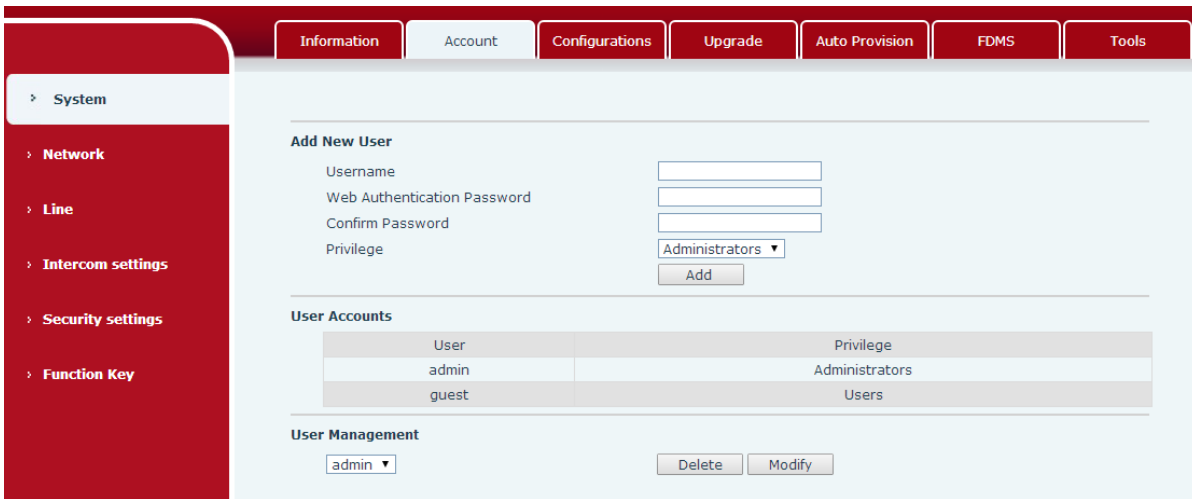 Information Account Configurations Upgrade Auto Provision FDMS Tools
System
Network
Line
Intercom settings
Security settings
Function Key
Add New User
Username
Web Authentication Password
Confirm Password
Privilege Administrators
Add
User Accounts
User Privilege
admin Administrators
guest Users
User Management
admin Delete Modify